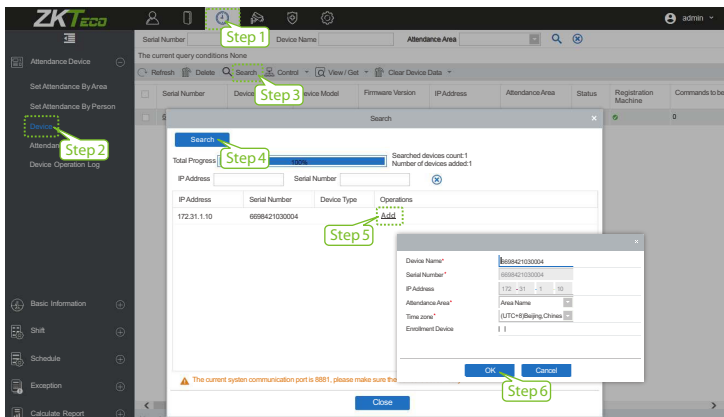 ZKTeco
admin
Step 1
Serial Number
Device Name
Attendance Area
The current query conditions None
Attendance Device
Refresh Delete Search Control View / Get Clear Device Data
Step 3
Set Attendance By Area
Serial Number
Firmware Version
IP Address
Attendance Area
Status
Registration
Machine
Set Attendance By Person
Device
0
Search
Step 2
Search
Step 4
Device Operation Log
Total Progress
100%
Searched devices count:1
Number of devices added:1
IP Address
Serial Number
IP Address
Serial Number
Device Type
Operations
172.31.1.10
6698421030004
Add
Step 5
Device Name*
6698421030004
Serial Number*
6698421030004
IP Address
172 - 31 - 1 - 10
Attendance Area*
Area Name
Time zone*
(UTC+8)Beijing,Chines
Enrollment Device
Basic Information
Shift
Schedule
OK
Cancel
Exception
The current systen communication port is 8881, please make sure the
Step 6
Close
Calculate Report